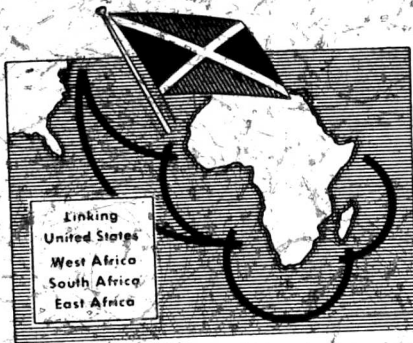 Linking
United States
West Africa
South Africa
East Africa